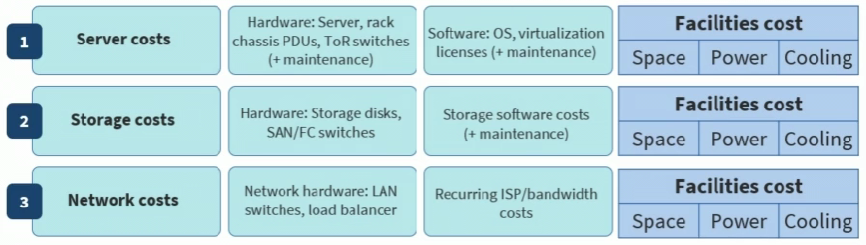 1
Server costs
Hardware: Server, rack
chassis PDUs, ToR switches
(+ maintenance)
Software: OS, virtualization
licenses (+ maintenance)
Facilities cost
Space Power Cooling
2
Storage costs
Hardware: Storage disks,
SAN/FC switches
Storage software costs
(+ maintenance)
Facilities cost
Space Power Cooling
3
Network costs
Network hardware: LAN
switches, load balancer
Recurring ISP/bandwidth
costs
Facilities cost
Space Power Cooling